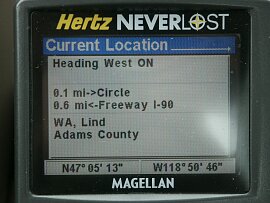 Hertz NEVERLOST
Current Location
Heading West ON
0.1 mi->Circle
0.6 mi<-Freeway I-90
WA, Lind
Adams County
N47° 05' 13" W118° 50' 46"
MAGELLAN